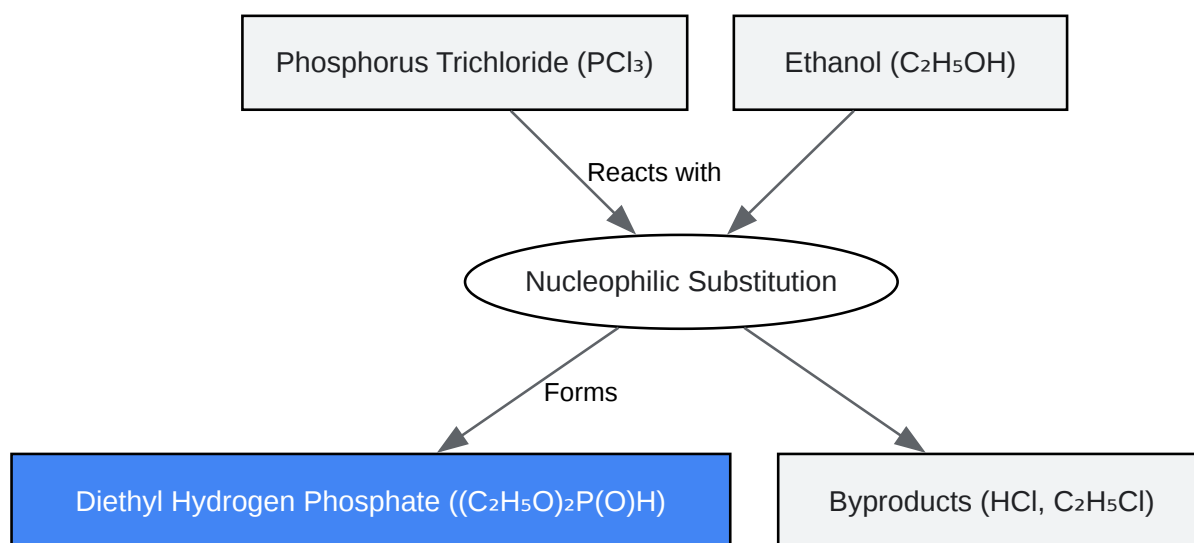 Phosphorus Trichloride (PCl₃)
Ethanol (C₂H₅OH)
Reacts with
Nucleophilic Substitution
Forms
Diethyl Hydrogen Phosphate ((C₂H₅O)₂P(O)H)
Byproducts (HCl, C₂H₅Cl)